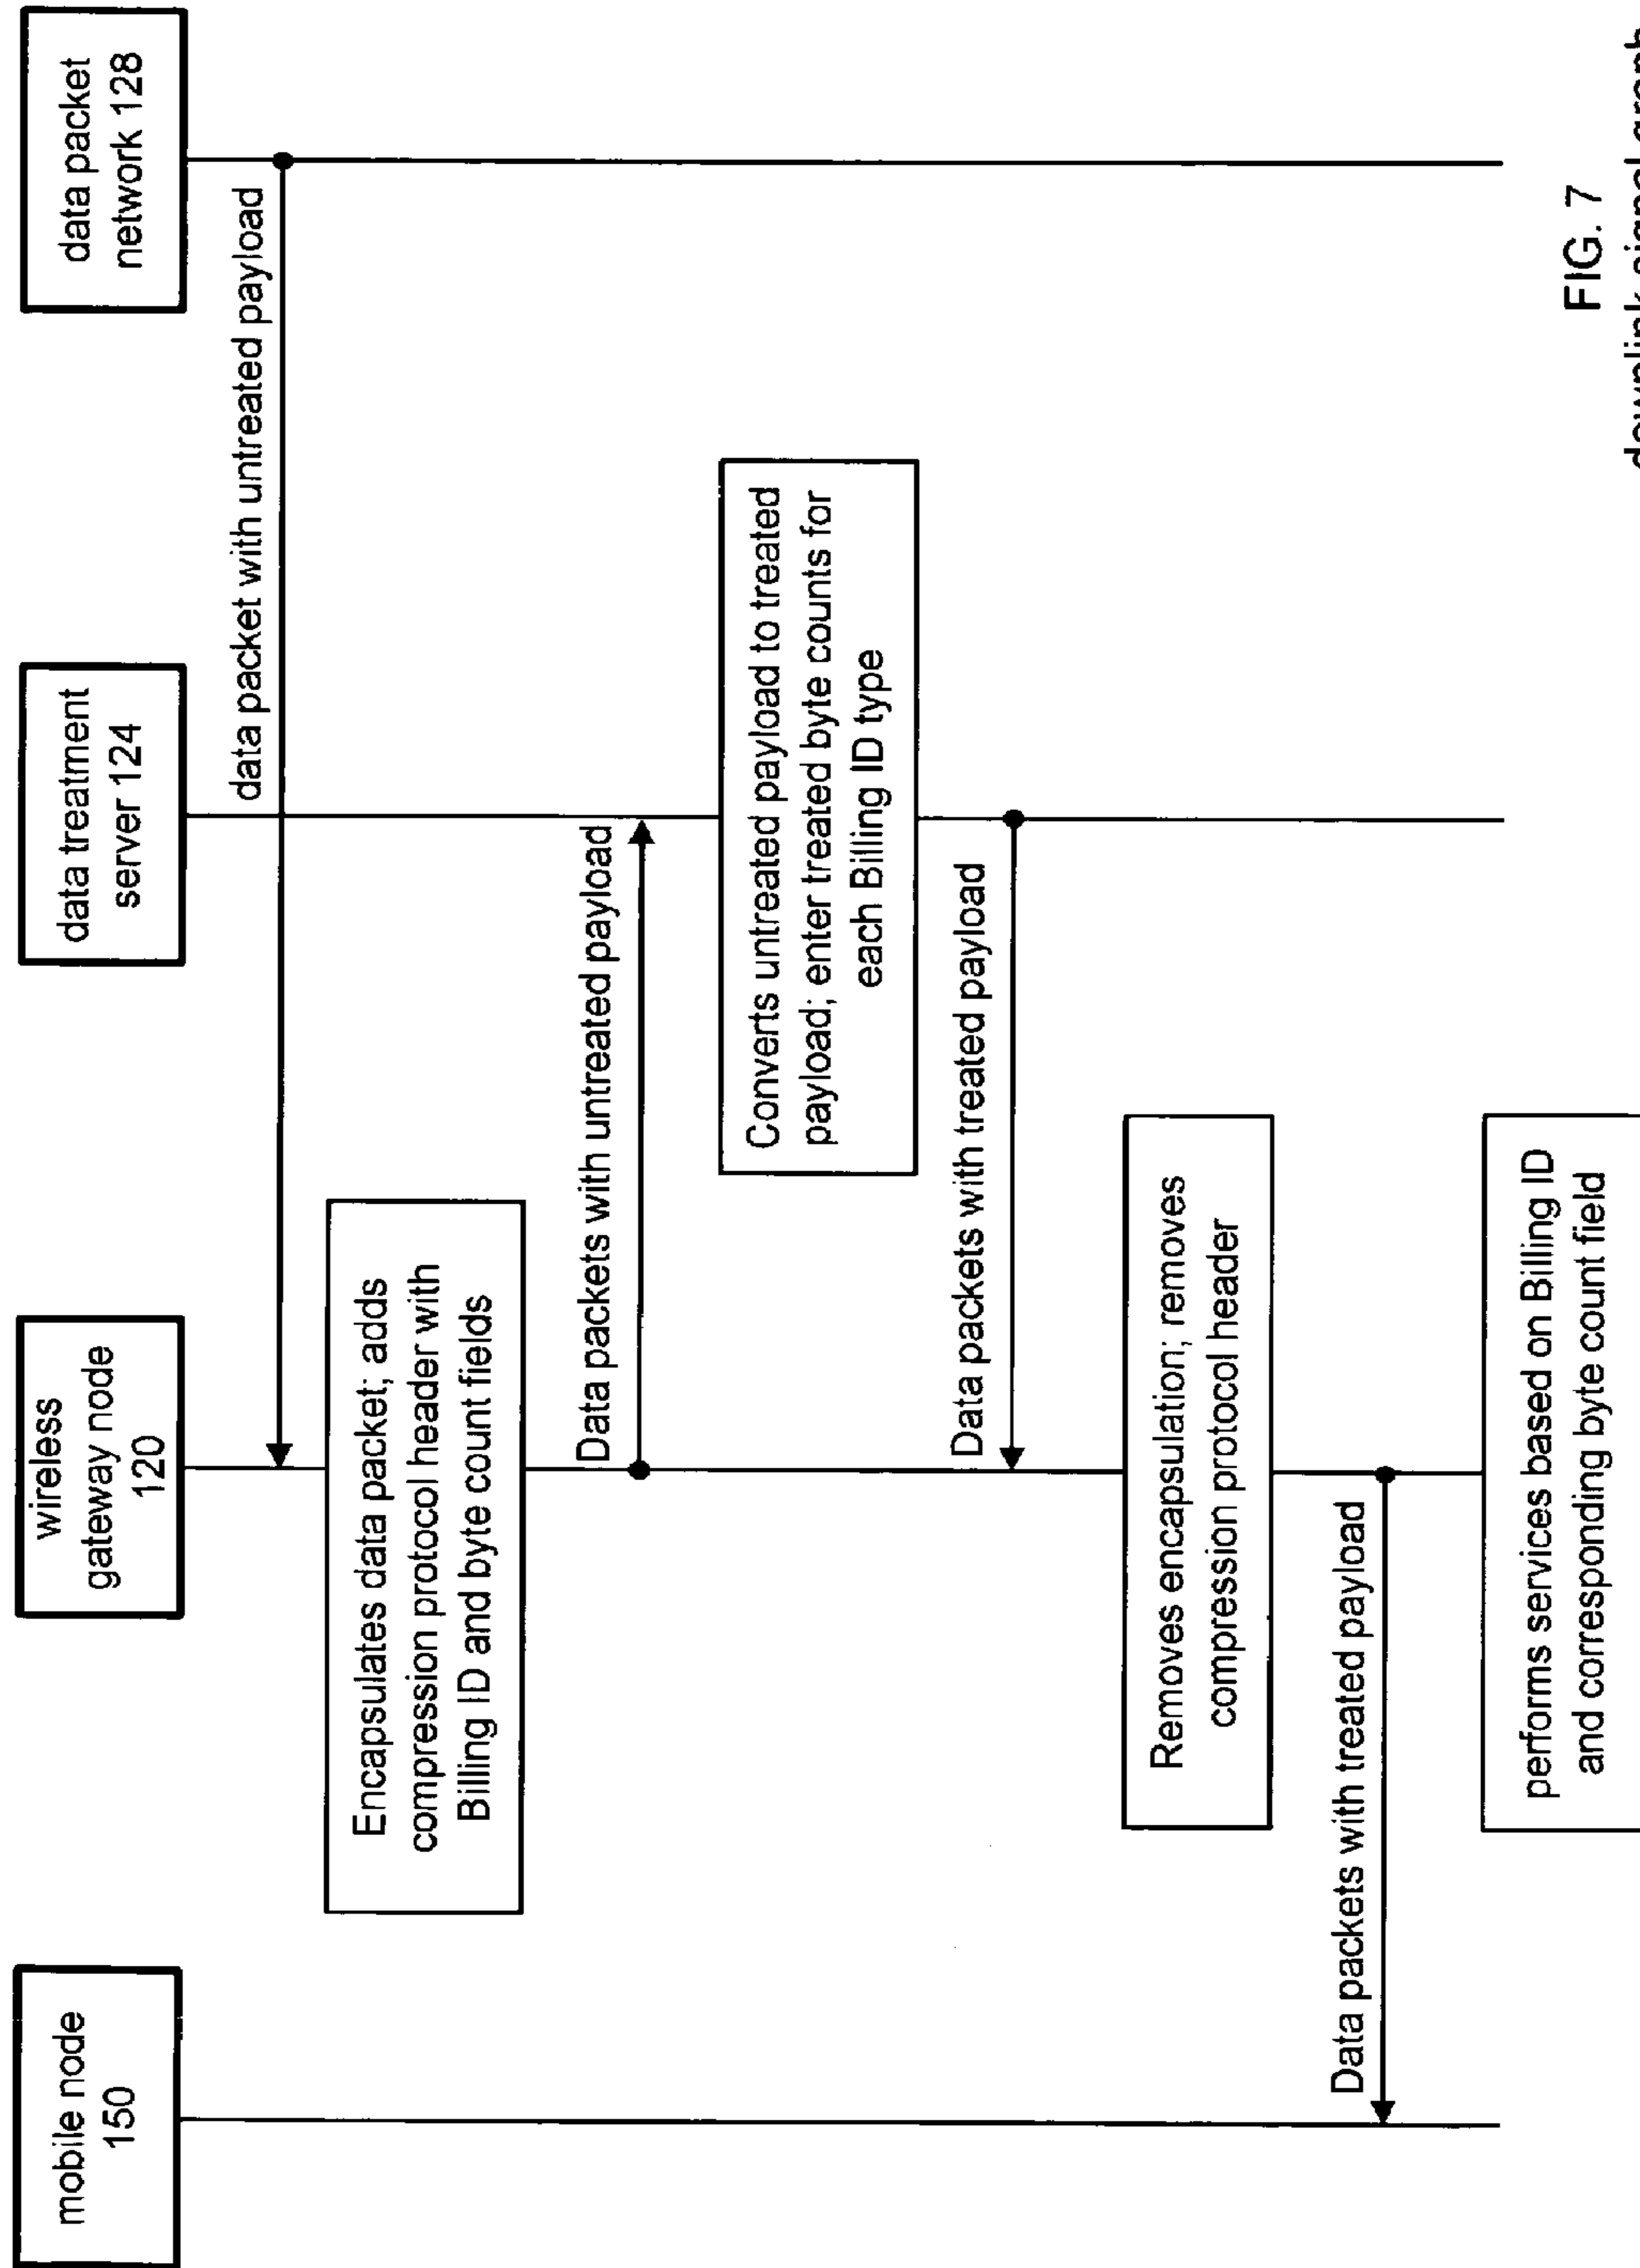 mobile node
150
wireless
gateway node
120
data treatment
server 124
data packet
network 128
data packet with untreated payload
Encapsulates data packet; adds
compression protocol header with
Billing ID and byte count fields
Data packets with untreated payload
Converts untreated payload to treated
payload; enter treated byte counts for
each Billing ID type
Data packets with treated payload
Removes encapsulation; removes
compression protocol header
Data packets with treated payload
performs services based on Billing ID
and corresponding byte count field
FIG. 7
downlink signal graph